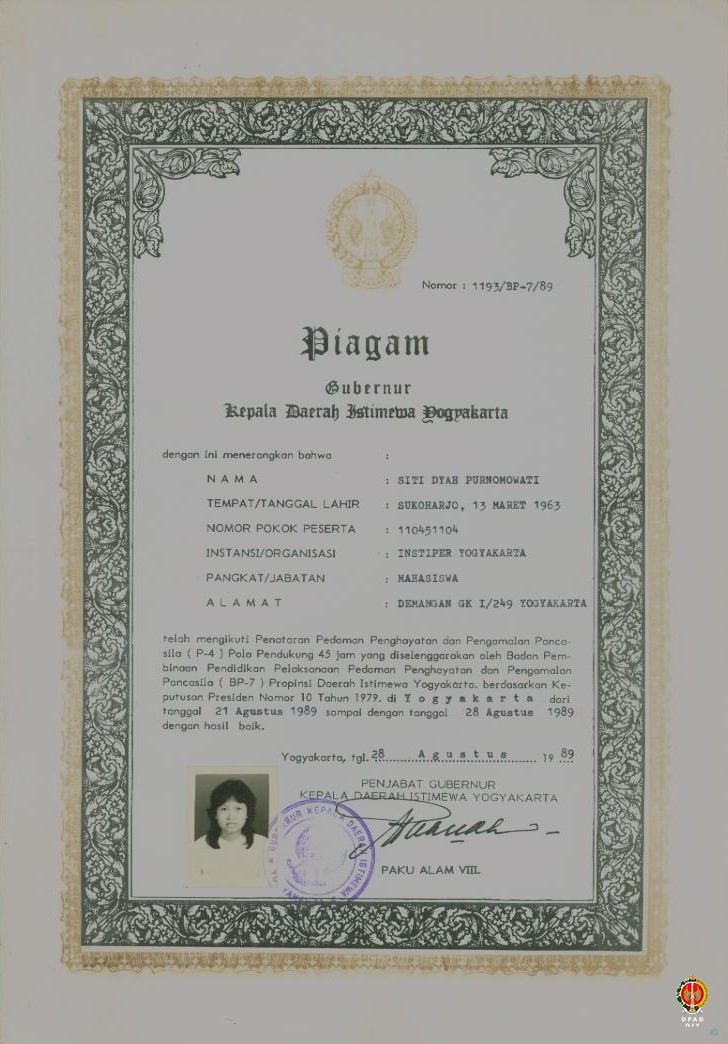 Nomor : 1193/BP-7/89
Piagam
Gubernur
Kepala Daerah Istimewa Yogyakarta
dengan ini menerangkan bahwa :
N A M A : SITI DYAH PURNOMOWATI
TEMPAT/TANGGAL LAHIR : SUKOHARJO, 13 MARET 1963
NOMOR POKOK PESERTA : 110451104
INSTANSI/ORGANISASI : INSTIPER YOGYAKARTA
PANGKAT/JABATAN : MAHASISWA
A L A M A T : DEMANGAN GK I/249 YOGYAKARTA
telah mengikuti Penataran Pedoman Penghayatan dan Pengamalan Panca-
sila ( P-4 ) Pola Pendukung 45 jam yang diselenggarakan oleh Badan Pem-
binaan Pendidikan Pelaksanaan Pedoman Penghayatan dan Pengamalan
Pancasila ( BP-7 ) Propinsi Daerah Istimewa Yogyakarta. berdasarkan Ke-
putusan Presiden Nomor 10 Tahun 1979. di Y o g y a k a r t a dari
tanggal 21 Agustus 1989 sampai dengan tanggal 28 Agustus 1989
dengan hasil baik.
Yogyakarta, tgl. 28 A g u s t u s 19 89
PENJABAT GUBERNUR
KEPALA DAERAH ISTIMEWA YOGYAKARTA
KEPALA DAERAH ISTIMEWA
PAKU ALAM VIII.
DPAD
DIY